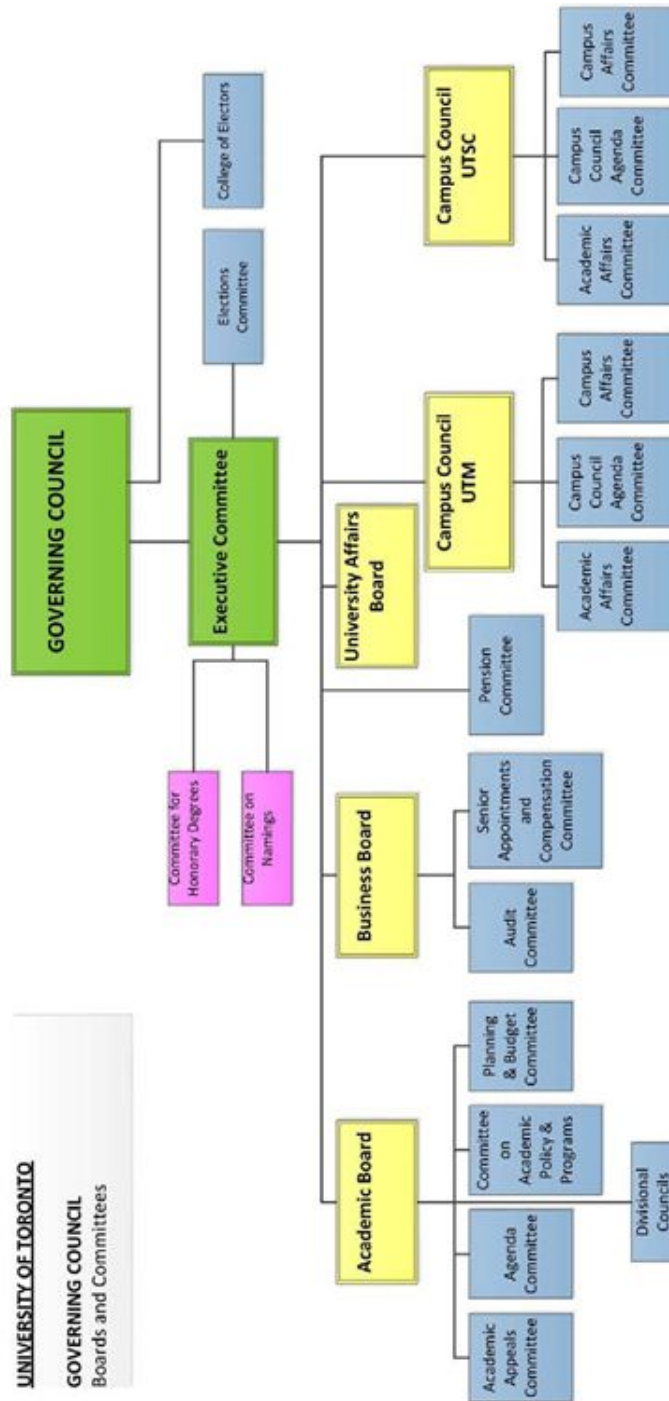 UNIVERSITY OF TORONTO
GOVERNING COUNCIL
Boards and Committees
GOVERNING COUNCIL
College of Electors
Executive Committee
Elections
Committee
Committee for
Honorary Degrees
Committee on
Namings
Academic Board
Business Board
University Affairs
Board
Campus Council
UTM
Campus Council
UTSC
Academic
Appeals
Committee
Agenda
Committee
Committee
on
Academic
Policy &
Programs
Planning
& Budget
Committee
Divisional
Councils
Audit
Committee
Senior
Appointments
and
Compensation
Committee
Pension
Committee
Academic
Affairs
Committee
Campus
Council
Agenda
Committee
Campus
Affairs
Committee
Academic
Affairs
Committee
Campus
Council
Agenda
Committee
Campus
Affairs
Committee